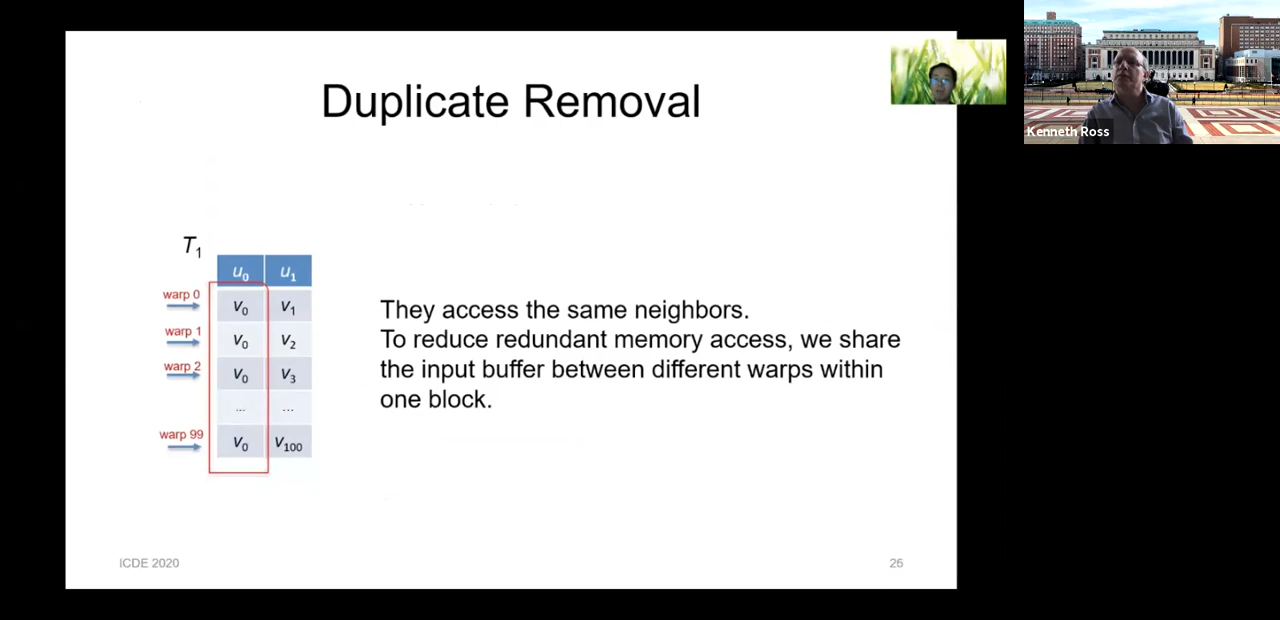 Duplicate Removal
Kenneth Ross
T1
u0 u1
warp 0 v0 v1
warp 1 v0 v2
warp 2 v0 v3
... ...
warp 99 v0 v100
They access the same neighbors.
To reduce redundant memory access, we share
the input buffer between different warps within
one block.
ICDE 2020
26